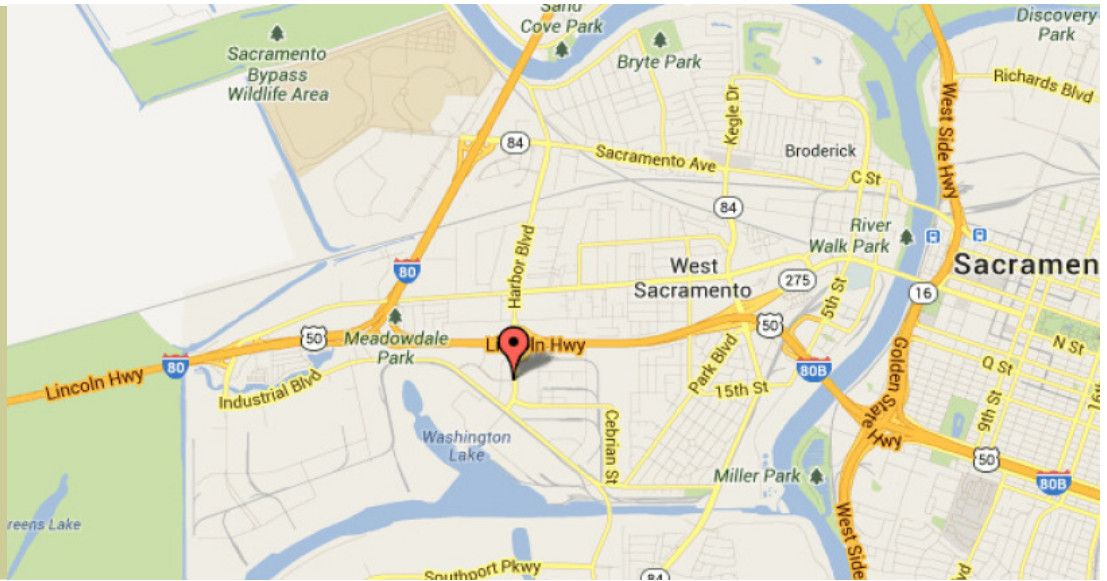 Sand
Cove Park
Discovery
Park
Sacramento
Bypass
Wildlife Area
Bryte Park
Richards Blvd
West Side Hwy
Kegle Dr
84
Sacramento Ave
Broderick
C St
84
River
Walk Park
Harbor Blvd
80
West
Sacramento
275
Sacramen
16
5th St
50
Meadowdale
Park
Hwy
50
N St
80
Lincoln Hwy
Industrial Blvd
Park Blvd
80B
Golden State
Hwy
Q St
15th St
9th St
16t
Cebrian St
Washington
Lake
Miller Park
50
80B
reens Lake
West Side
Southport Pkwy
84
vd